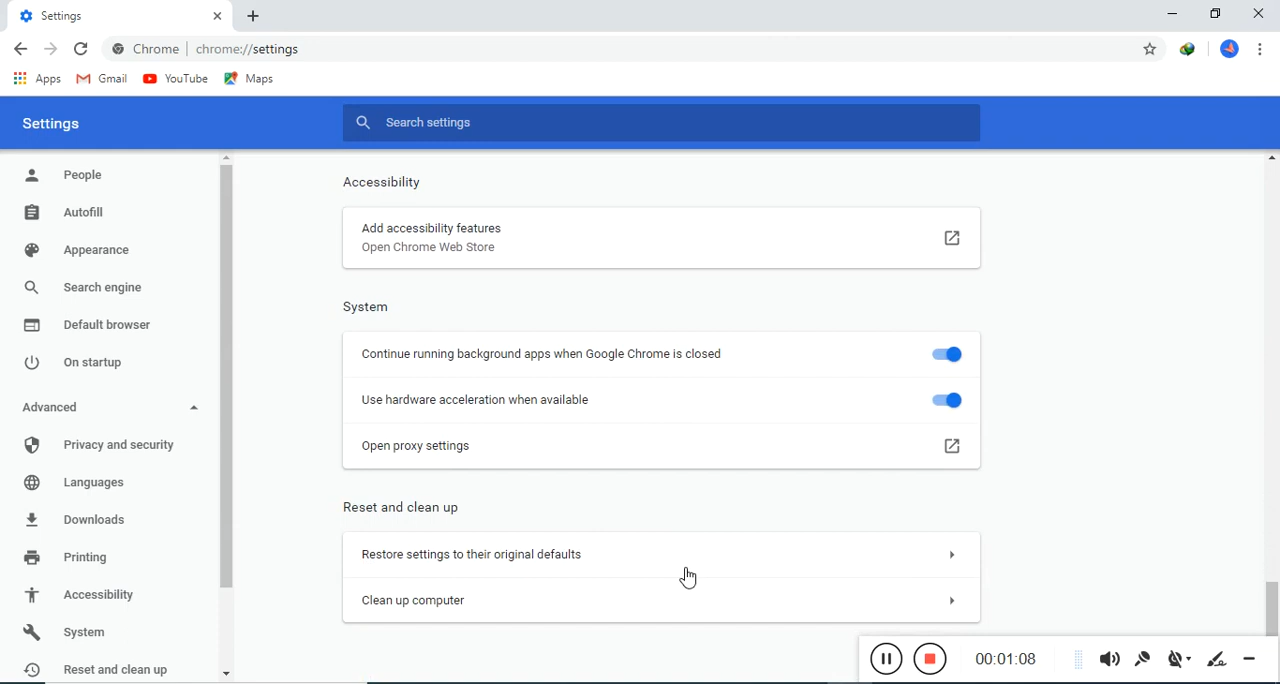 Settings
Chrome | chrome://settings
Apps Gmail YouTube Maps
Settings
Search settings
People
Autofill
Appearance
Search engine
Default browser
On startup
Advanced
Privacy and security
Languages
Downloads
Printing
Accessibility
System
Reset and clean up
Accessibility
Add accessibility features
Open Chrome Web Store
System
Continue running background apps when Google Chrome is closed
Use hardware acceleration when available
Open proxy settings
Reset and clean up
Restore settings to their original defaults
Clean up computer
00:01:08